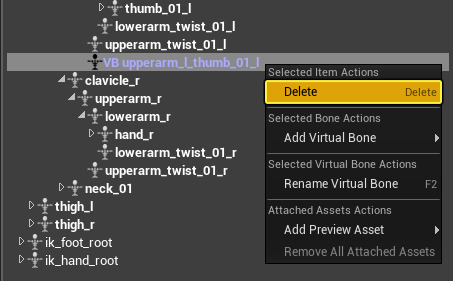 thumb_01_l
lowerarm_twist_01_l
upperarm_twist_01_l
VB upperarm_l_thumb_01_l
clavicle_r
upperarm_r
lowerarm_r
hand_r
lowerarm_twist_01_r
upperarm_twist_01_r
neck_01
thigh_l
thigh_r
ik_foot_root
ik_hand_root
Selected Item Actions
Delete Delete
Selected Bone Actions
Add Virtual Bone
Selected Virtual Bone Actions
Rename Virtual Bone F2
Attached Assets Actions
Add Preview Asset
Remove All Attached Assets